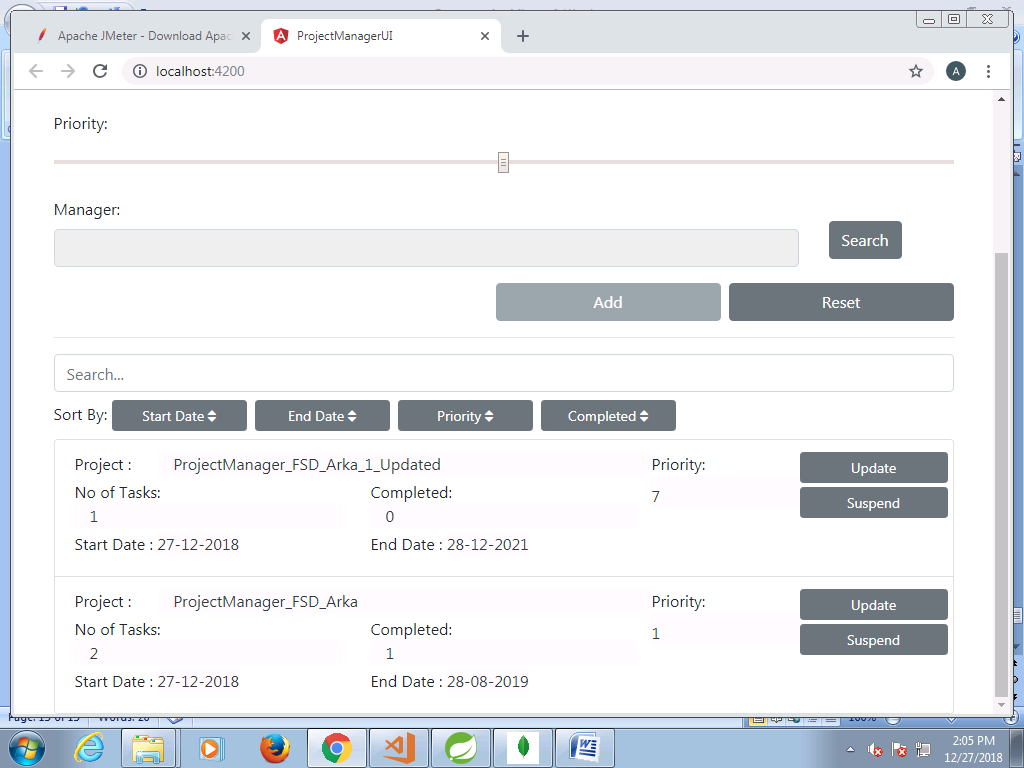 Apache JMeter - Download Apac
ProjectManagerUI
localhost:4200
A
Priority:
Manager:
Search
Add
Reset
Search...
Sort By:
Start Date
End Date
Priority
Completed
Project : ProjectManager_FSD_Arka_1_Updated Priority:
Update
No of Tasks: Completed:
7
Suspend
1 0
Start Date : 27-12-2018 End Date : 28-12-2021
Project : ProjectManager_FSD_Arka Priority:
Update
No of Tasks: Completed:
1
Suspend
2 1
Start Date : 27-12-2018 End Date : 28-08-2019
2:05 PM
12/27/2018